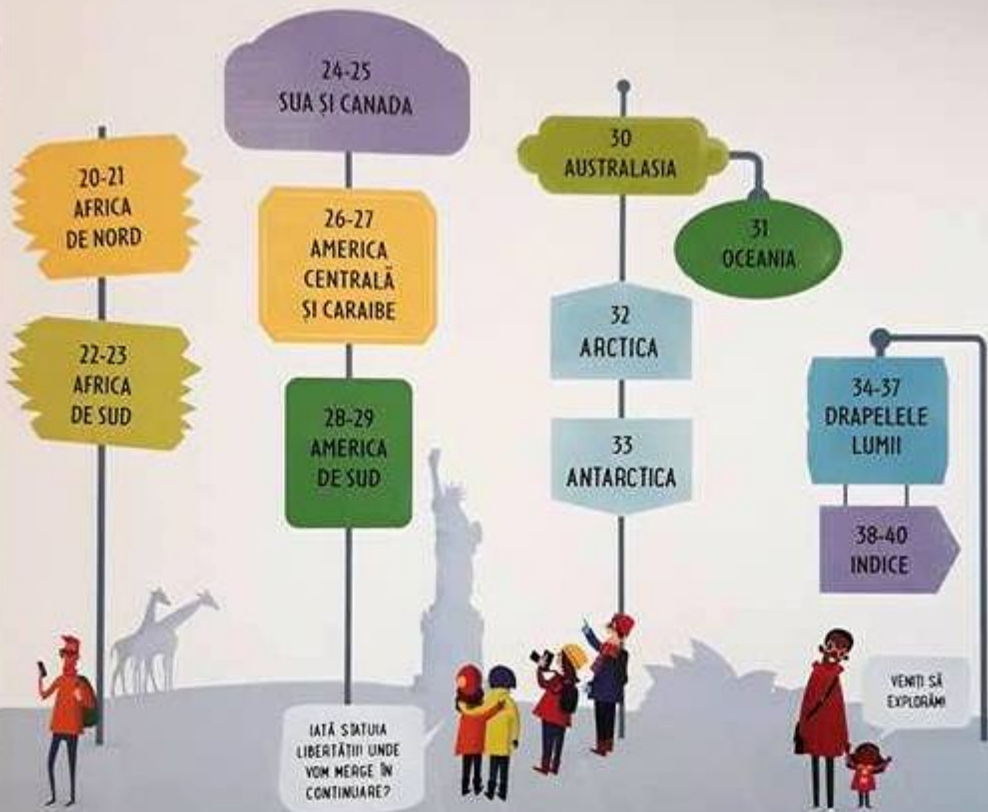 20-21
AFRICA
DE NORD
22-23
AFRICA
DE SUD
24-25
SUA ȘI CANADA
26-27
AMERICA
CENTRALĂ
ȘI CARAIBE
28-29
AMERICA
DE SUD
30
AUSTRALASIA
31
OCEANIA
32
ARCTICA
33
ANTARCTICA
34-37
DRAPELELE
LUMII
38-40
INDICE
IATĂ STATUIA
LIBERTĂȚII! UNDE
VOM MERGE ÎN
CONTINUARE?
VENIȚI SĂ
EXPLORĂM!